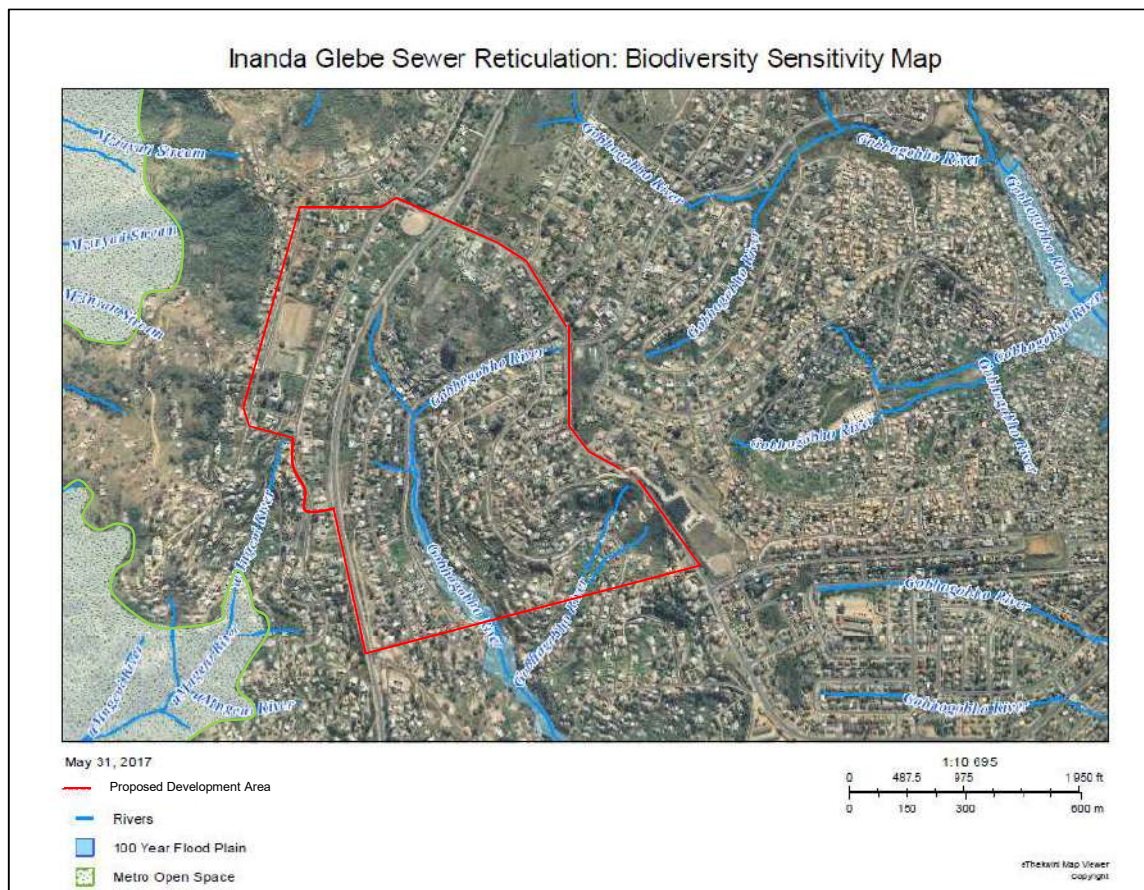 Inanda Glebe Sewer Reticulation: Biodiversity Sensitivity Map
Mzinyati Stream
Gobhogobho River
Gobhogobho River
Gobhogobho River
Mzinyati Stream
Gobhogobho River
Mzinyati Stream
Gobhogobho River
Gobhogobho River
Gobhogobho River
Gobhogobho River
uMngeni River
Gobhogobho River
Gobhogobho River
Gobhogobho River
uMngeni River
uMngeni River
uMngeni River
Gobhogobho River
May 31, 2017
1:10 695
0 487.5 975 1 950 ft
0 150 300 600 m
Proposed Development Area
Rivers
100 Year Flood Plain
Metro Open Space
eThekwini Map Viewer
Copyright